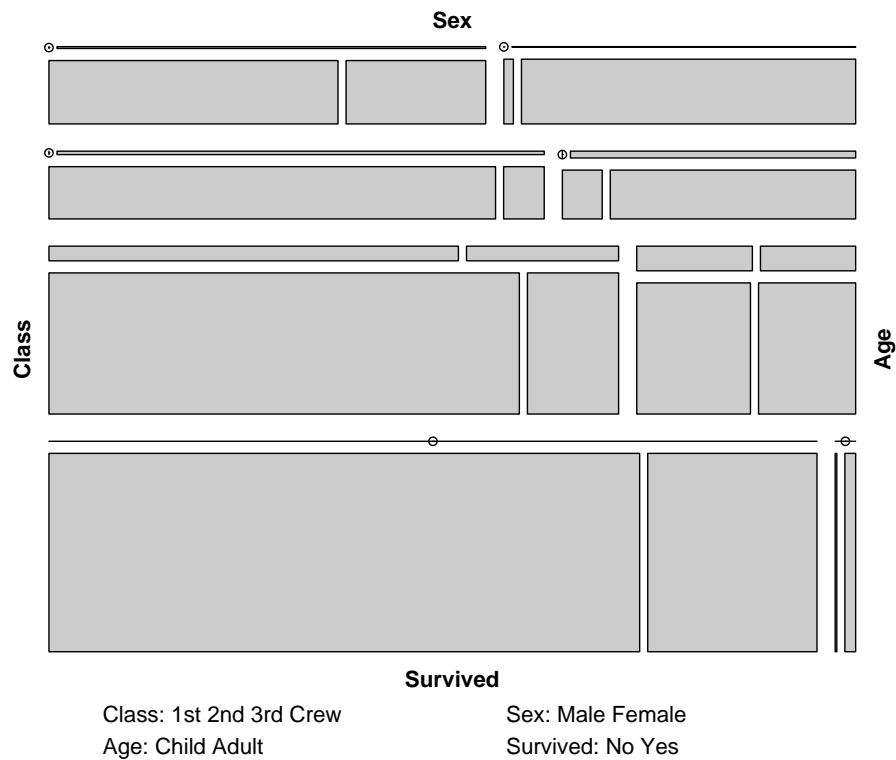 Sex
Class
Age
Survived
Class: 1st 2nd 3rd Crew
Sex: Male Female
Age: Child Adult
Survived: No Yes